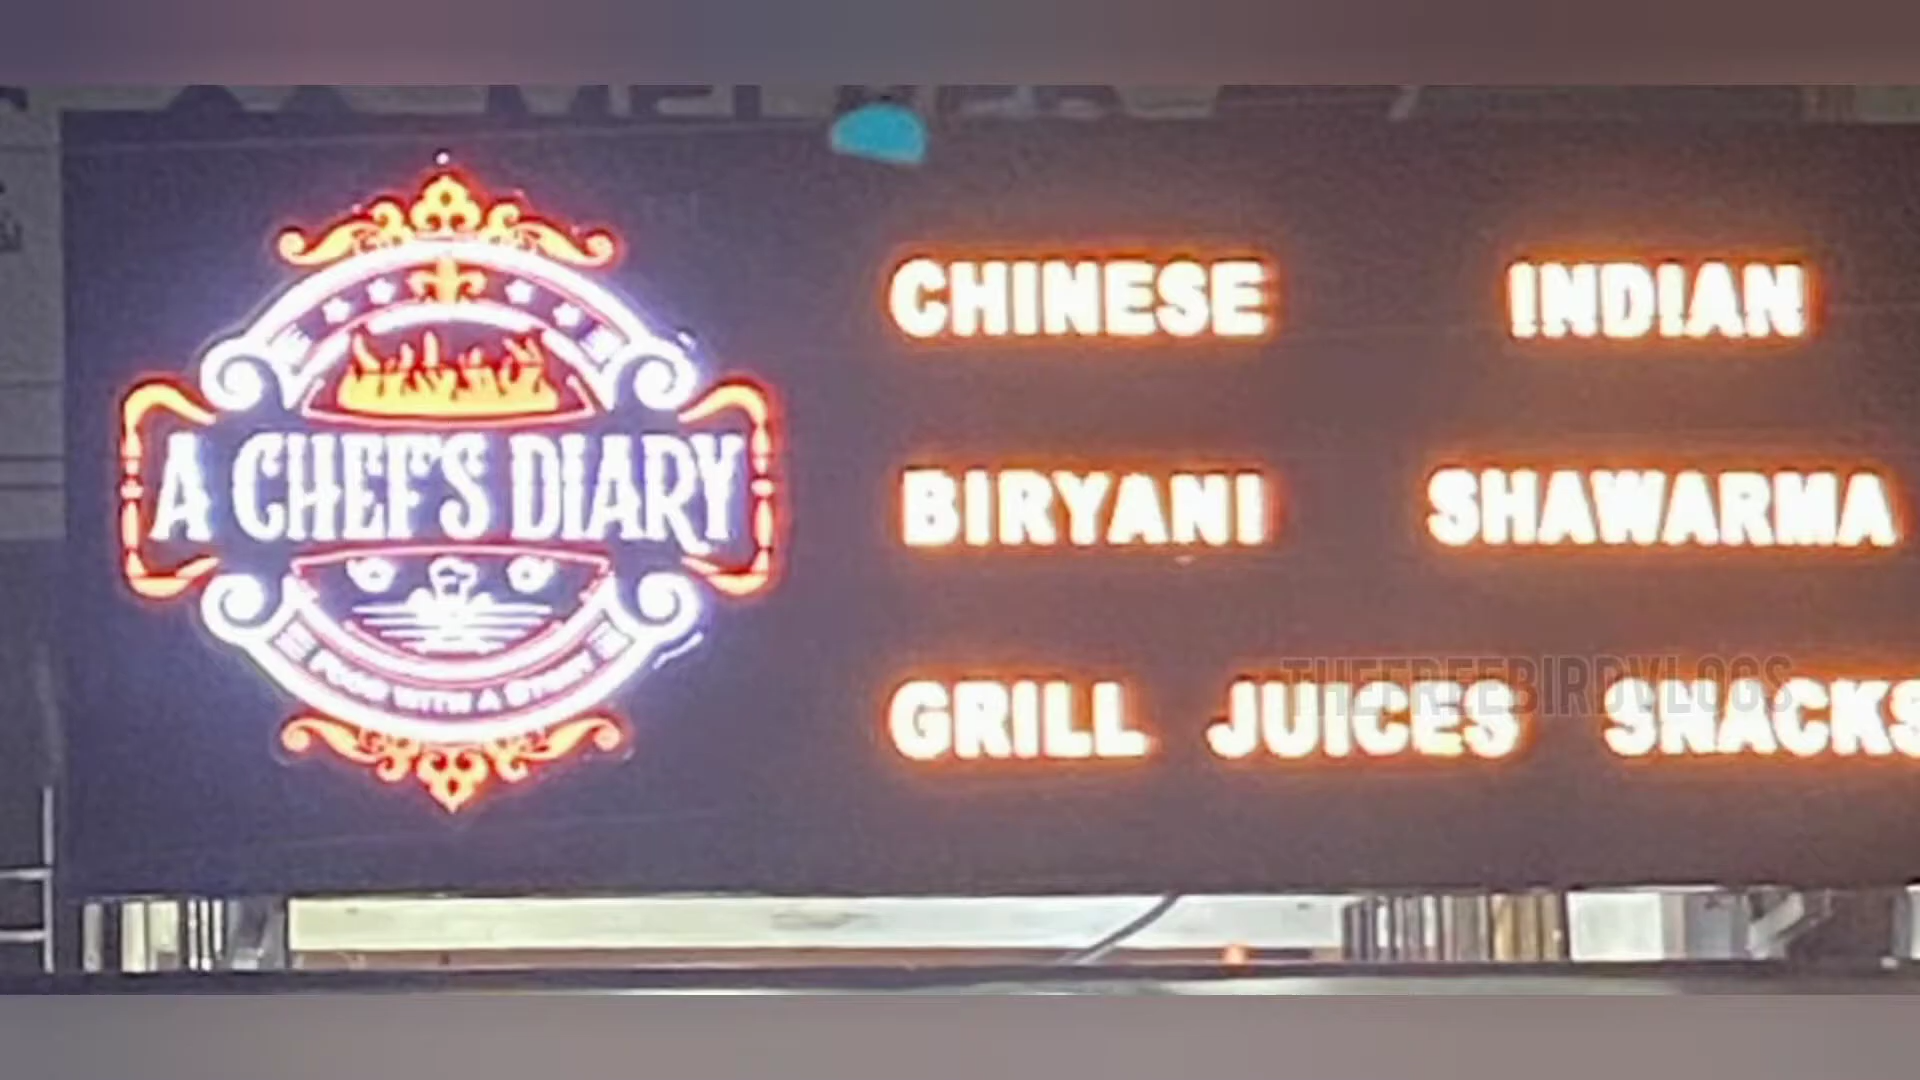 A CHEF'S DIARY
FOOD WITH A STORY
CHINESE INDIAN
BIRYANI SHAWARMA
GRILL JUICES SNACKS
THEFREEBIRDVLOGS